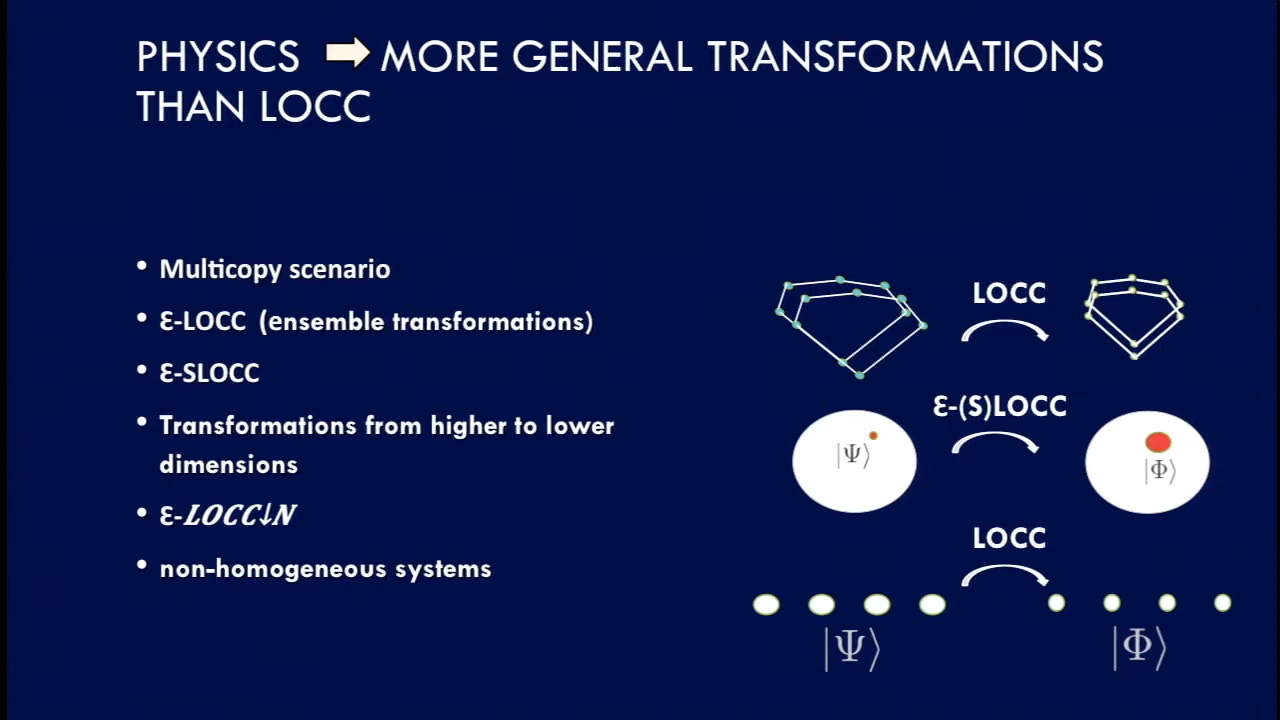 PHYSICS ➡ MORE GENERAL TRANSFORMATIONS
THAN LOCC
• Multicopy scenario
• Ɛ-LOCC (ensemble transformations)
• Ɛ-SLOCC
• Transformations from higher to lower
dimensions
• Ɛ-LOCC↓N
• non-homogeneous systems
LOCC
Ɛ-(S)LOCC
|Ψ⟩
|Φ⟩
LOCC
|Ψ⟩
|Φ⟩